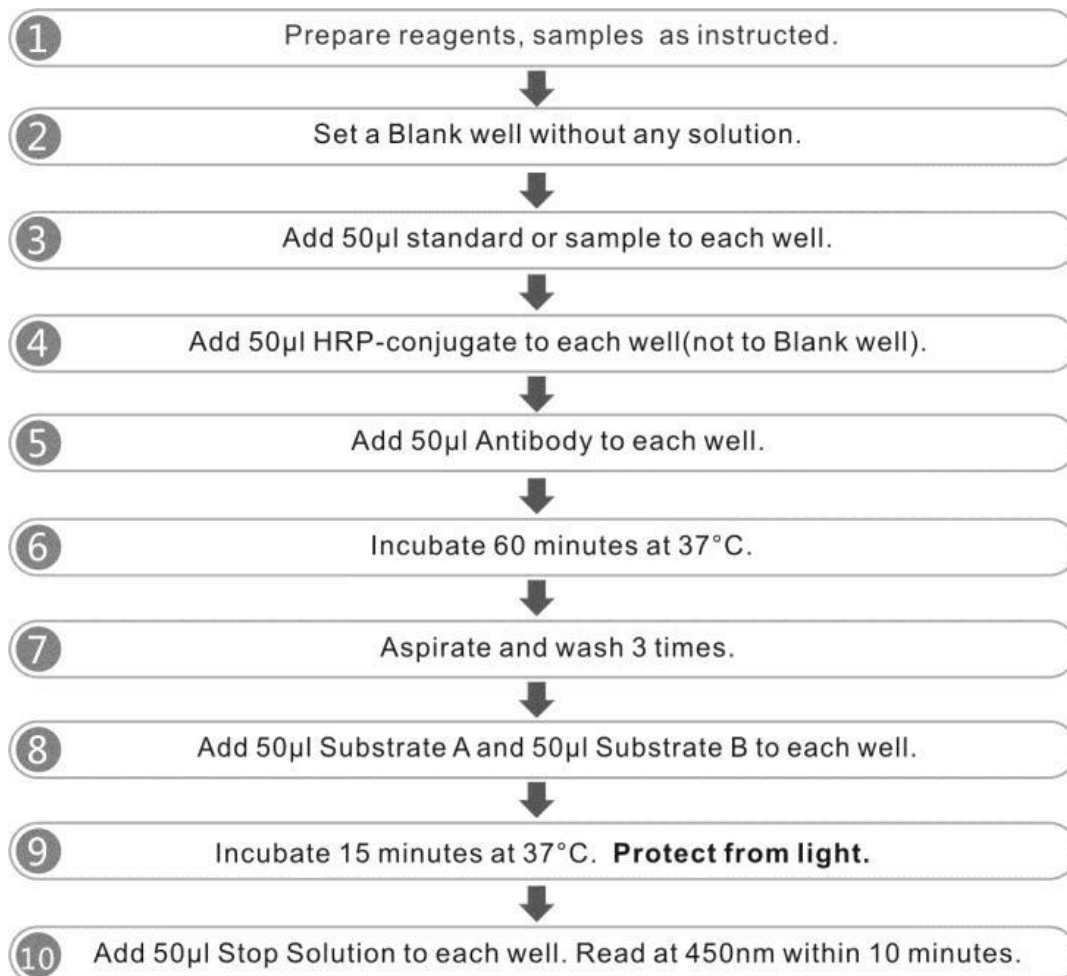 1 Prepare reagents, samples as instructed.
2 Set a Blank well without any solution.
3 Add 50μl standard or sample to each well.
4 Add 50μl HRP-conjugate to each well(not to Blank well).
5 Add 50μl Antibody to each well.
6 Incubate 60 minutes at 37°C.
7 Aspirate and wash 3 times.
8 Add 50μl Substrate A and 50μl Substrate B to each well.
9 Incubate 15 minutes at 37°C. Protect from light.
10 Add 50μl Stop Solution to each well. Read at 450nm within 10 minutes.